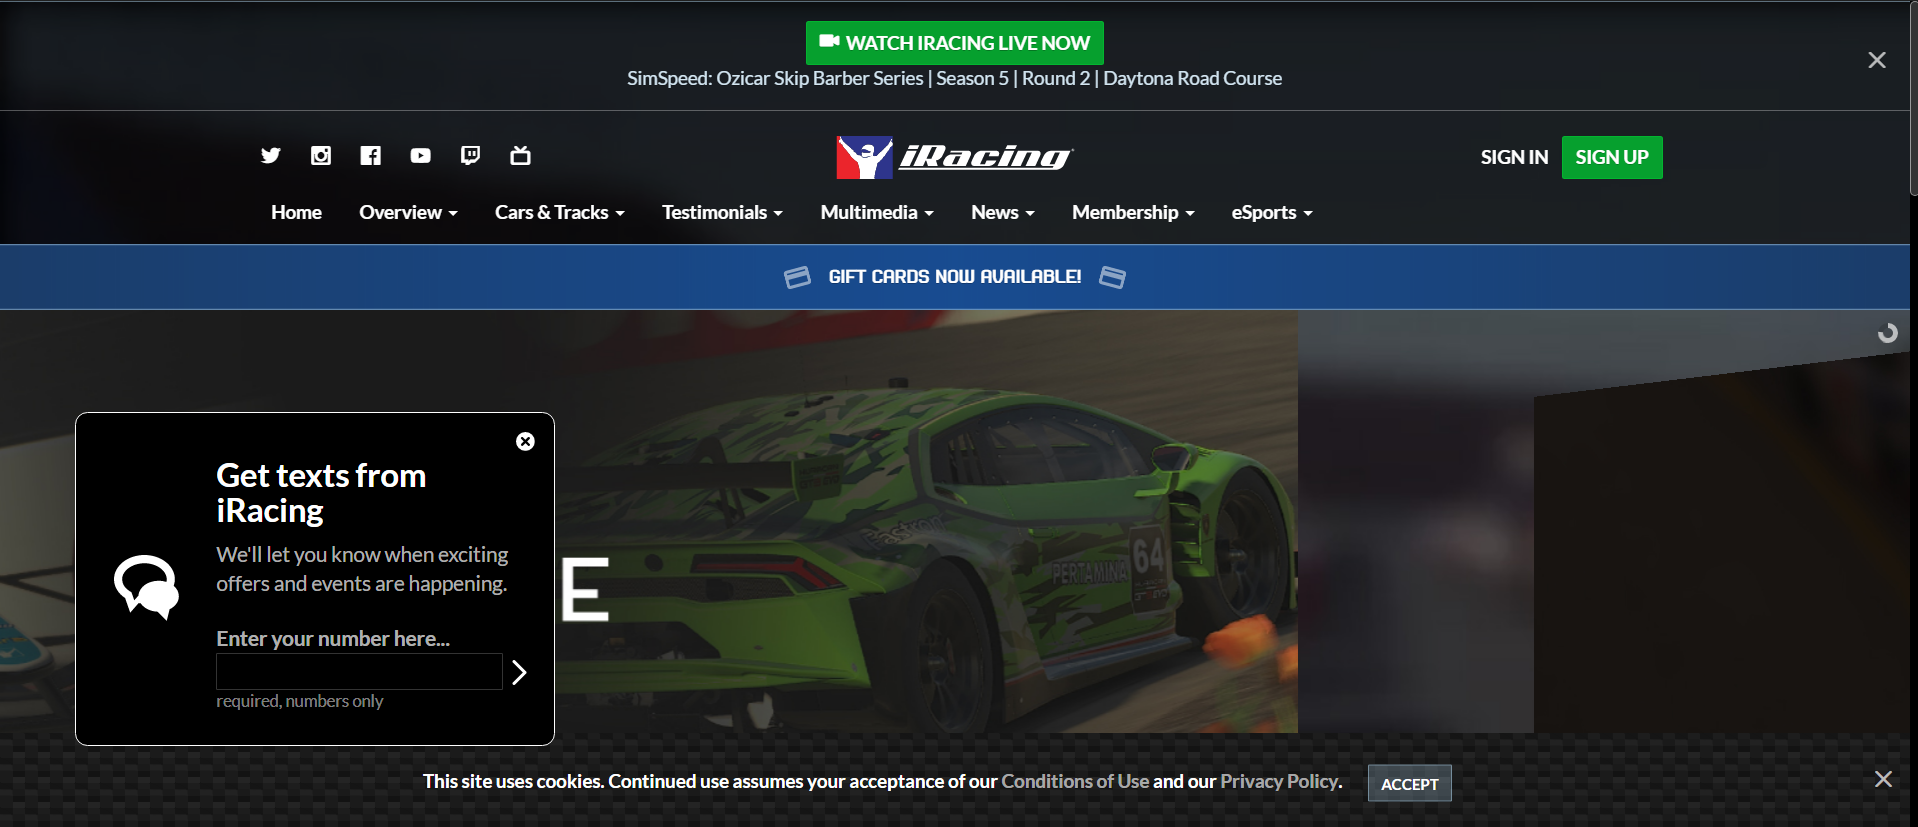 WATCH IRACING LIVE NOW
SimSpeed: Ozicar Skip Barber Series | Season 5 | Round 2 | Daytona Road Course
iRacing
SIGN IN
SIGN UP
Home
Overview
Cars & Tracks
Testimonials
Multimedia
News
Membership
eSports
GIFT CARDS NOW AVAILABLE!
Get texts from
iRacing
We'll let you know when exciting
offers and events are happening.
Enter your number here...
required, numbers only
E
Eastron
64
PERTAMINA
This site uses cookies. Continued use assumes your acceptance of our Conditions of Use and our Privacy Policy.
ACCEPT